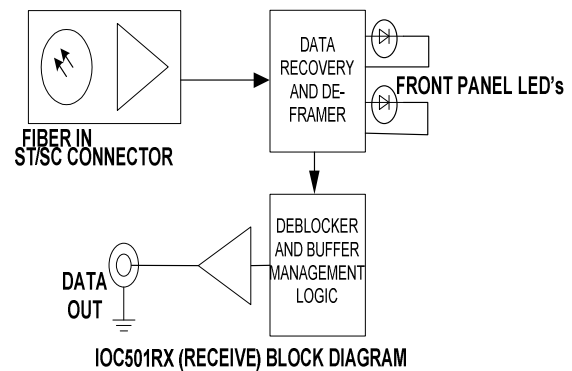 DATA
RECOVERY
AND DE-
FRAMER
FRONT PANEL LED's
FIBER IN
ST/SC CONNECTOR
DEBLOCKER
AND BUFFER
MANAGEMENT
LOGIC
DATA
OUT
IOC501RX (RECEIVE) BLOCK DIAGRAM